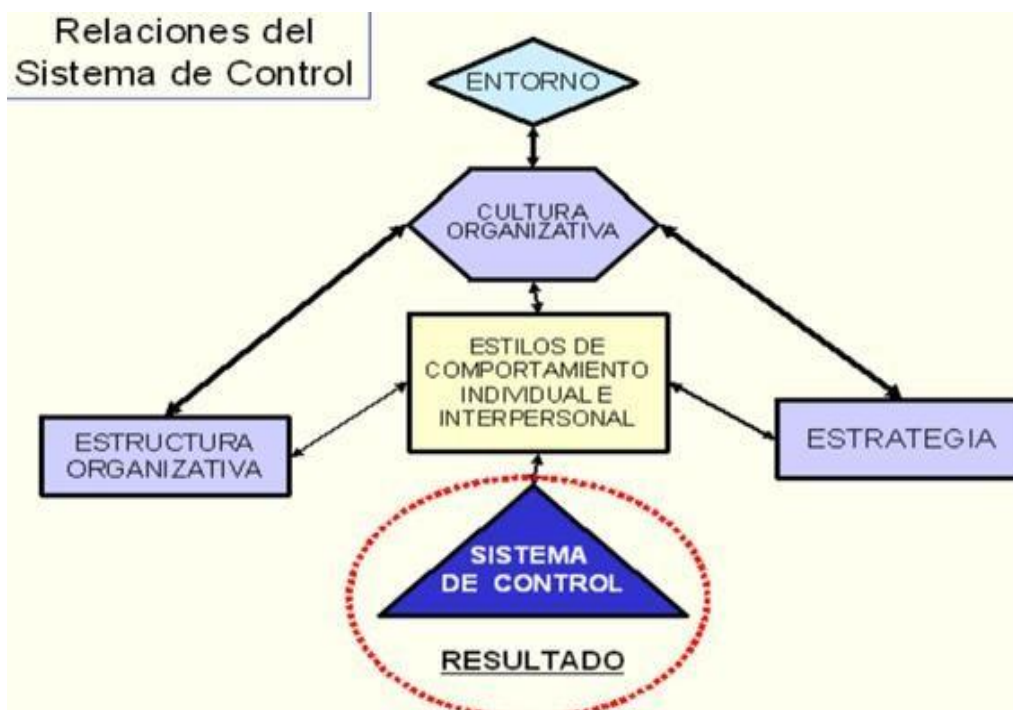 Relaciones del
Sistema de Control
ENTORNO
CULTURA
ORGANIZATIVA
ESTILOS DE
COMPORTAMIENTO
INDIVIDUAL E
INTERPERSONAL
ESTRUCTURA
ORGANIZATIVA
ESTRATEGIA
SISTEMA
DE CONTROL
RESULTADO